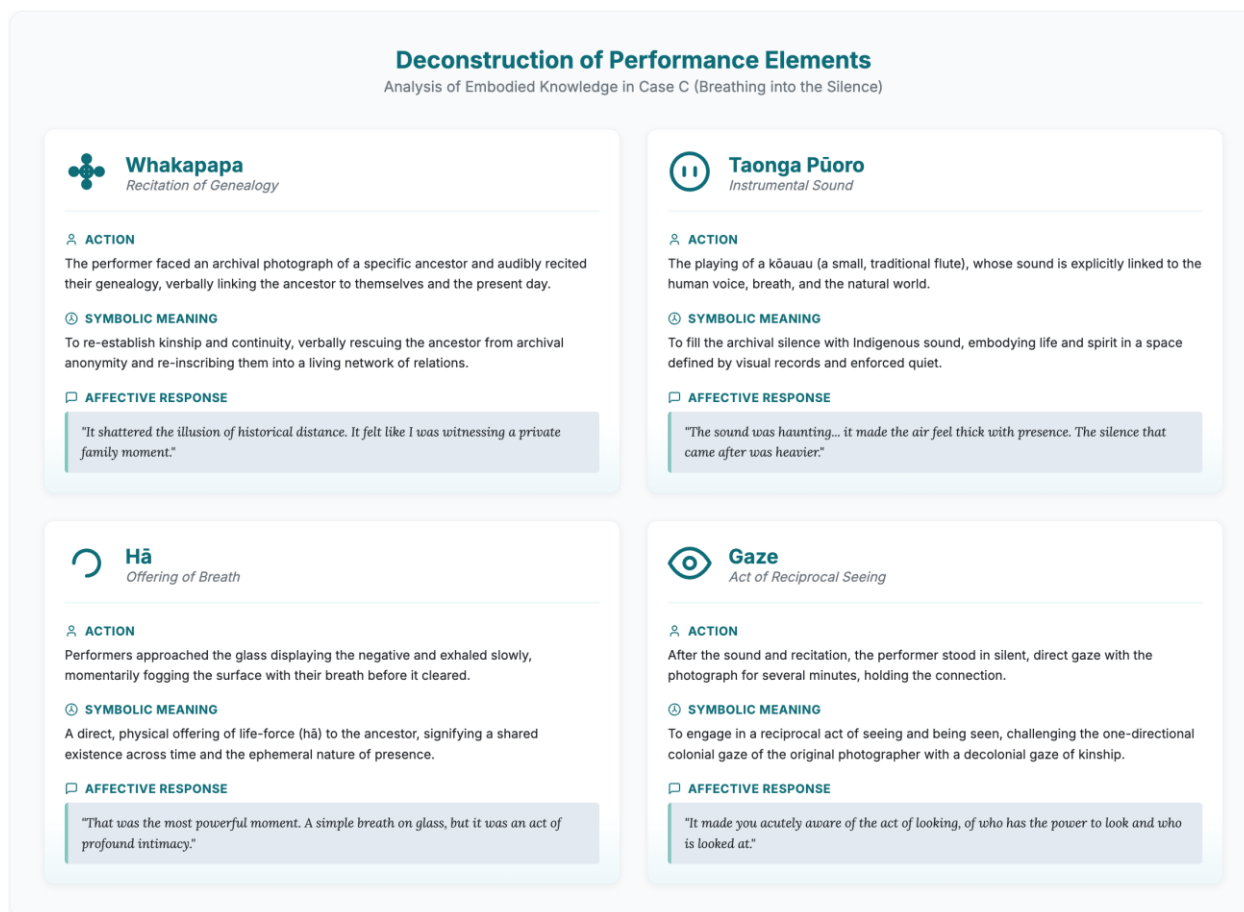 Deconstruction of Performance Elements
Analysis of Embodied Knowledge in Case C (Breathing into the Silence)
Whakapapa
Recitation of Genealogy
ACTION
The performer faced an archival photograph of a specific ancestor and audibly recited
their genealogy, verbally linking the ancestor to themselves and the present day.
SYMBOLIC MEANING
To re-establish kinship and continuity, verbally rescuing the ancestor from archival
anonymity and re-inscribing them into a living network of relations.
AFFECTIVE RESPONSE
"It shattered the illusion of historical distance. It felt like I was witnessing a private
family moment."
Taonga Pūoro
Instrumental Sound
ACTION
The playing of a kōauau (a small, traditional flute), whose sound is explicitly linked to the
human voice, breath, and the natural world.
SYMBOLIC MEANING
To fill the archival silence with Indigenous sound, embodying life and spirit in a space
defined by visual records and enforced quiet.
AFFECTIVE RESPONSE
"The sound was haunting... it made the air feel thick with presence. The silence that
came after was heavier."
Hā
Offering of Breath
ACTION
Performers approached the glass displaying the negative and exhaled slowly,
momentarily fogging the surface with their breath before it cleared.
SYMBOLIC MEANING
A direct, physical offering of life-force (hā) to the ancestor, signifying a shared
existence across time and the ephemeral nature of presence.
AFFECTIVE RESPONSE
"That was the most powerful moment. A simple breath on glass, but it was an act of
profound intimacy."
Gaze
Act of Reciprocal Seeing
ACTION
After the sound and recitation, the performer stood in silent, direct gaze with the
photograph for several minutes, holding the connection.
SYMBOLIC MEANING
To engage in a reciprocal act of seeing and being seen, challenging the one-directional
colonial gaze of the original photographer with a decolonial gaze of kinship.
AFFECTIVE RESPONSE
"It made you acutely aware of the act of looking, of who has the power to look and who
is looked at."